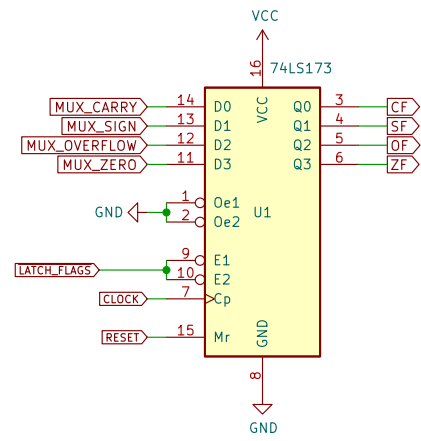 VCC
16
74LS173
MUX_CARRY 14 D0 VCC Q0 3 CF
MUX_SIGN 13 D1 Q1 4 SF
MUX_OVERFLOW 12 D2 Q2 5 OF
MUX_ZERO 11 D3 Q3 6 ZF
1 Oe1
GND 2 Oe2 U1
9 E1
LATCH_FLAGS 10 E2
CLOCK 7 Cp
RESET 15 Mr GND
8
GND